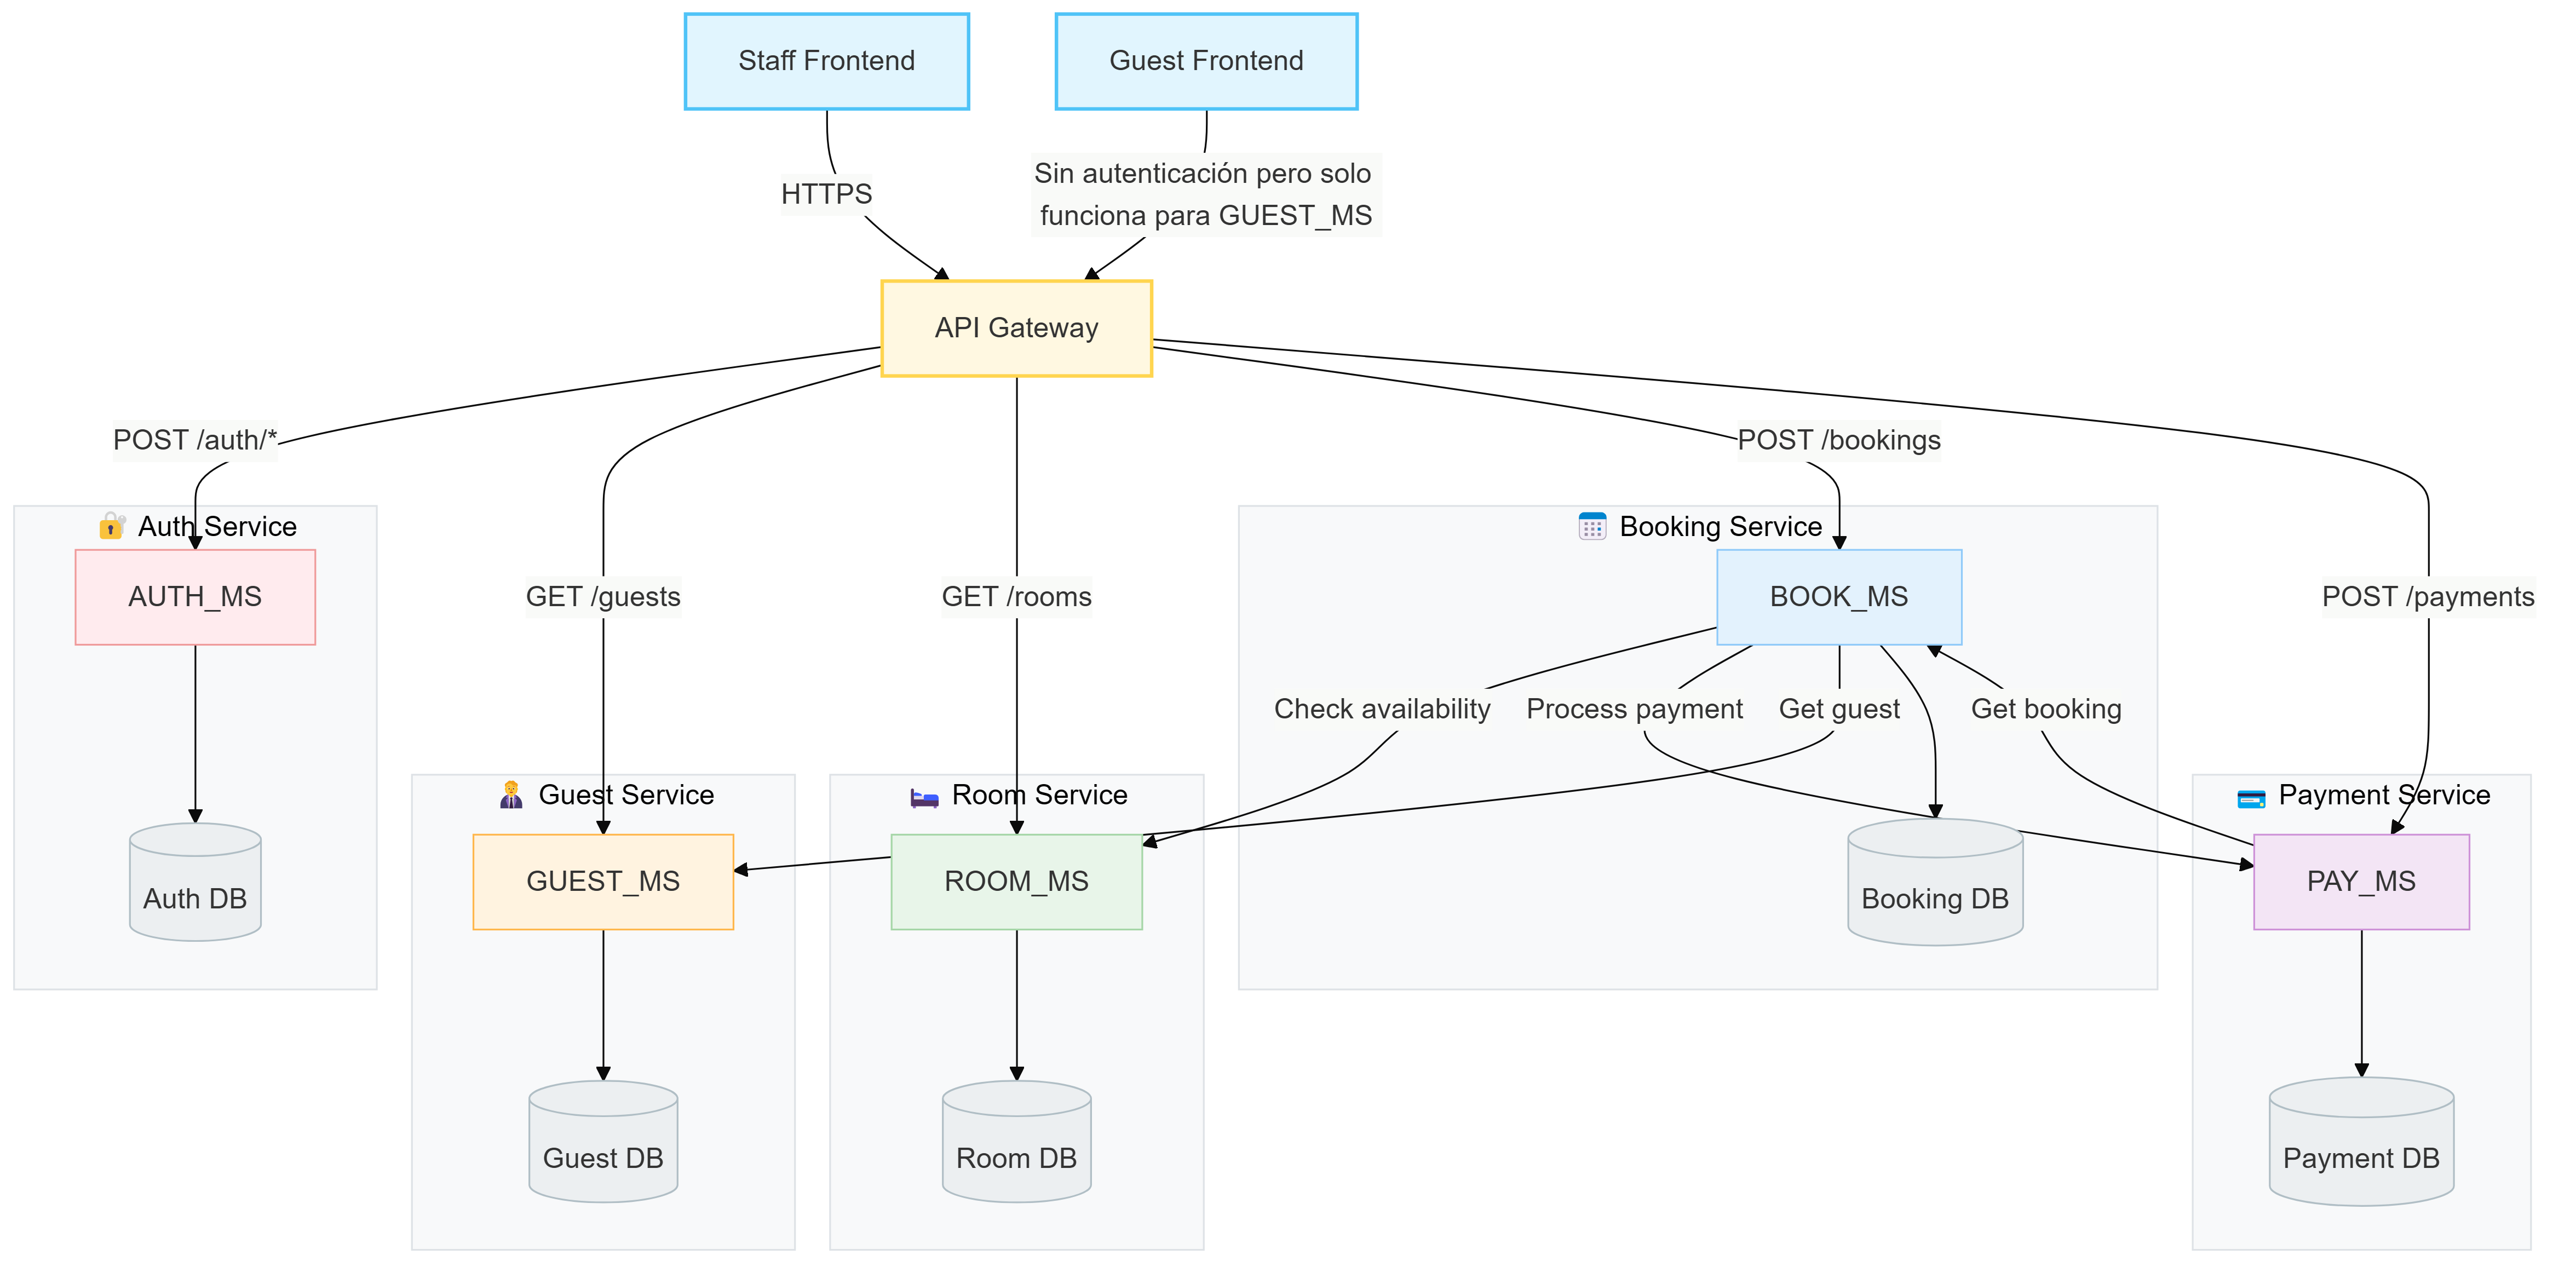 Staff Frontend
Guest Frontend
HTTPS
Sin autenticación pero solo
funciona para GUEST_MS
API Gateway
POST /auth/*
POST /bookings
Auth Service
Booking Service
AUTH_MS
GET /guests
GET /rooms
BOOK_MS
POST /payments
Check availability
Process payment
Get guest
Get booking
Guest Service
Room Service
Payment Service
GUEST_MS
ROOM_MS
PAY_MS
Auth DB
Booking DB
Guest DB
Room DB
Payment DB